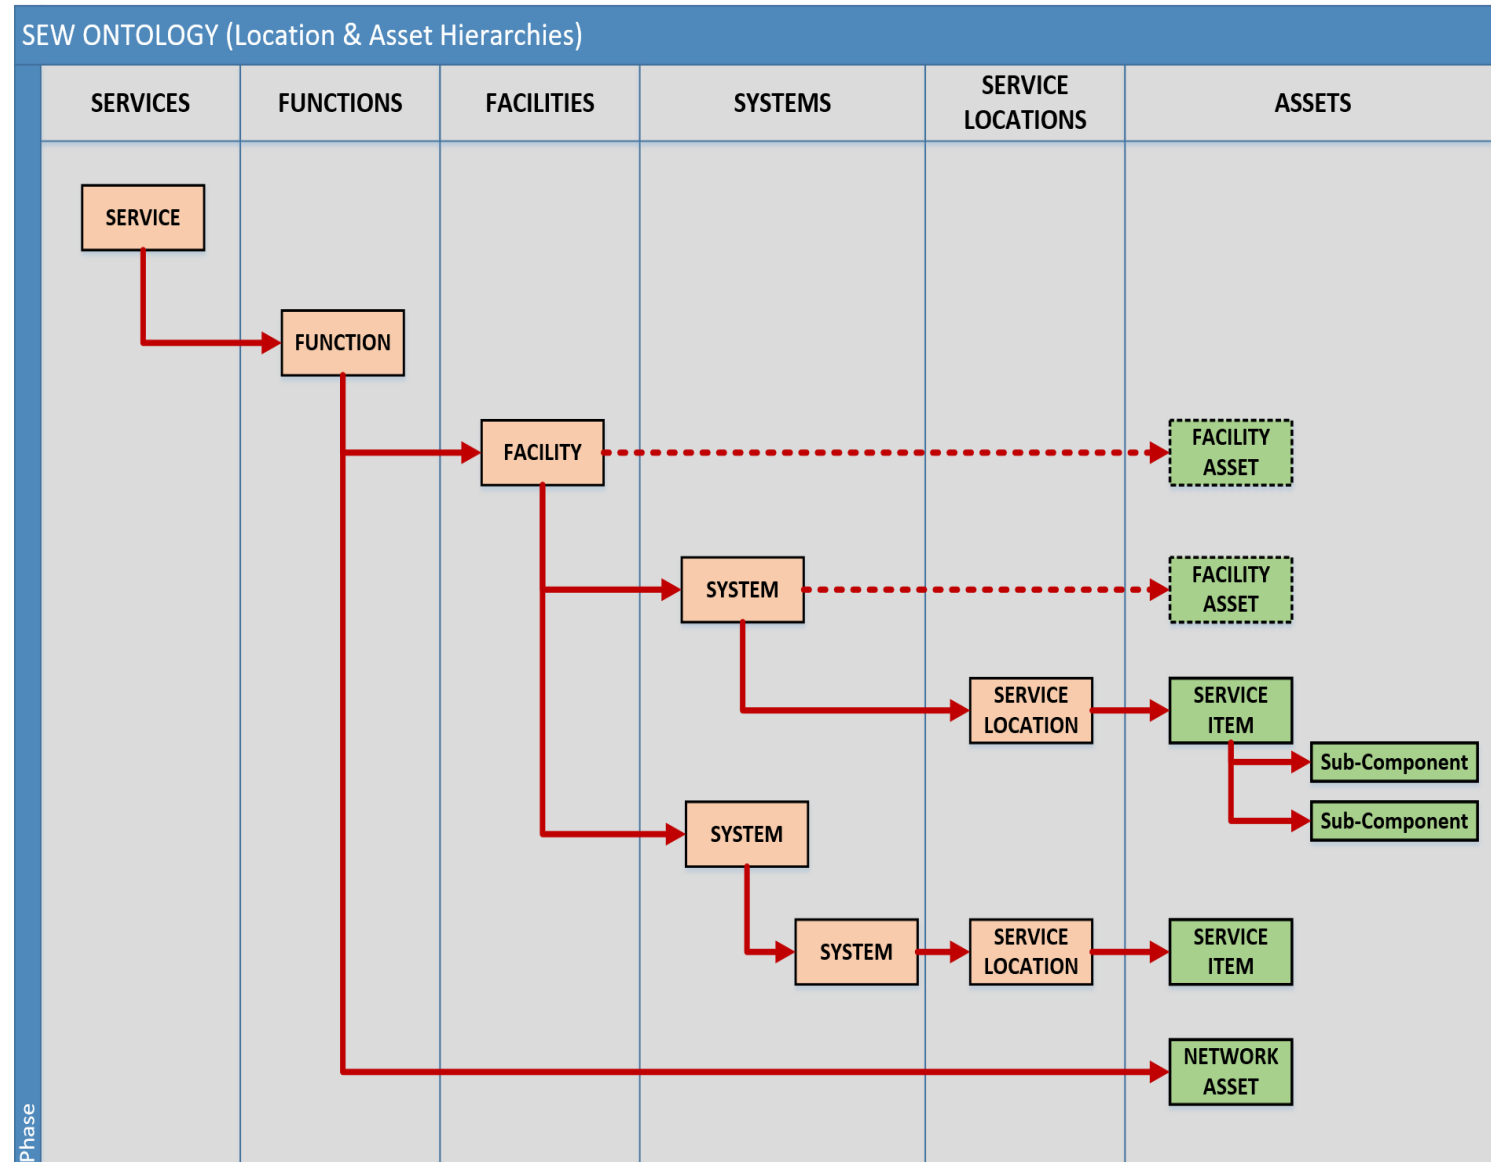 SEW ONTOLOGY (Location & Asset Hierarchies)
SERVICES
FUNCTIONS
FACILITIES
SYSTEMS
SERVICE
LOCATIONS
ASSETS
SERVICE
FUNCTION
FACILITY
FACILITY
ASSET
SYSTEM
FACILITY
ASSET
SERVICE
LOCATION
SERVICE
ITEM
Sub-Component
Sub-Component
SYSTEM
SYSTEM
SERVICE
LOCATION
SERVICE
ITEM
NETWORK
ASSET
Phase